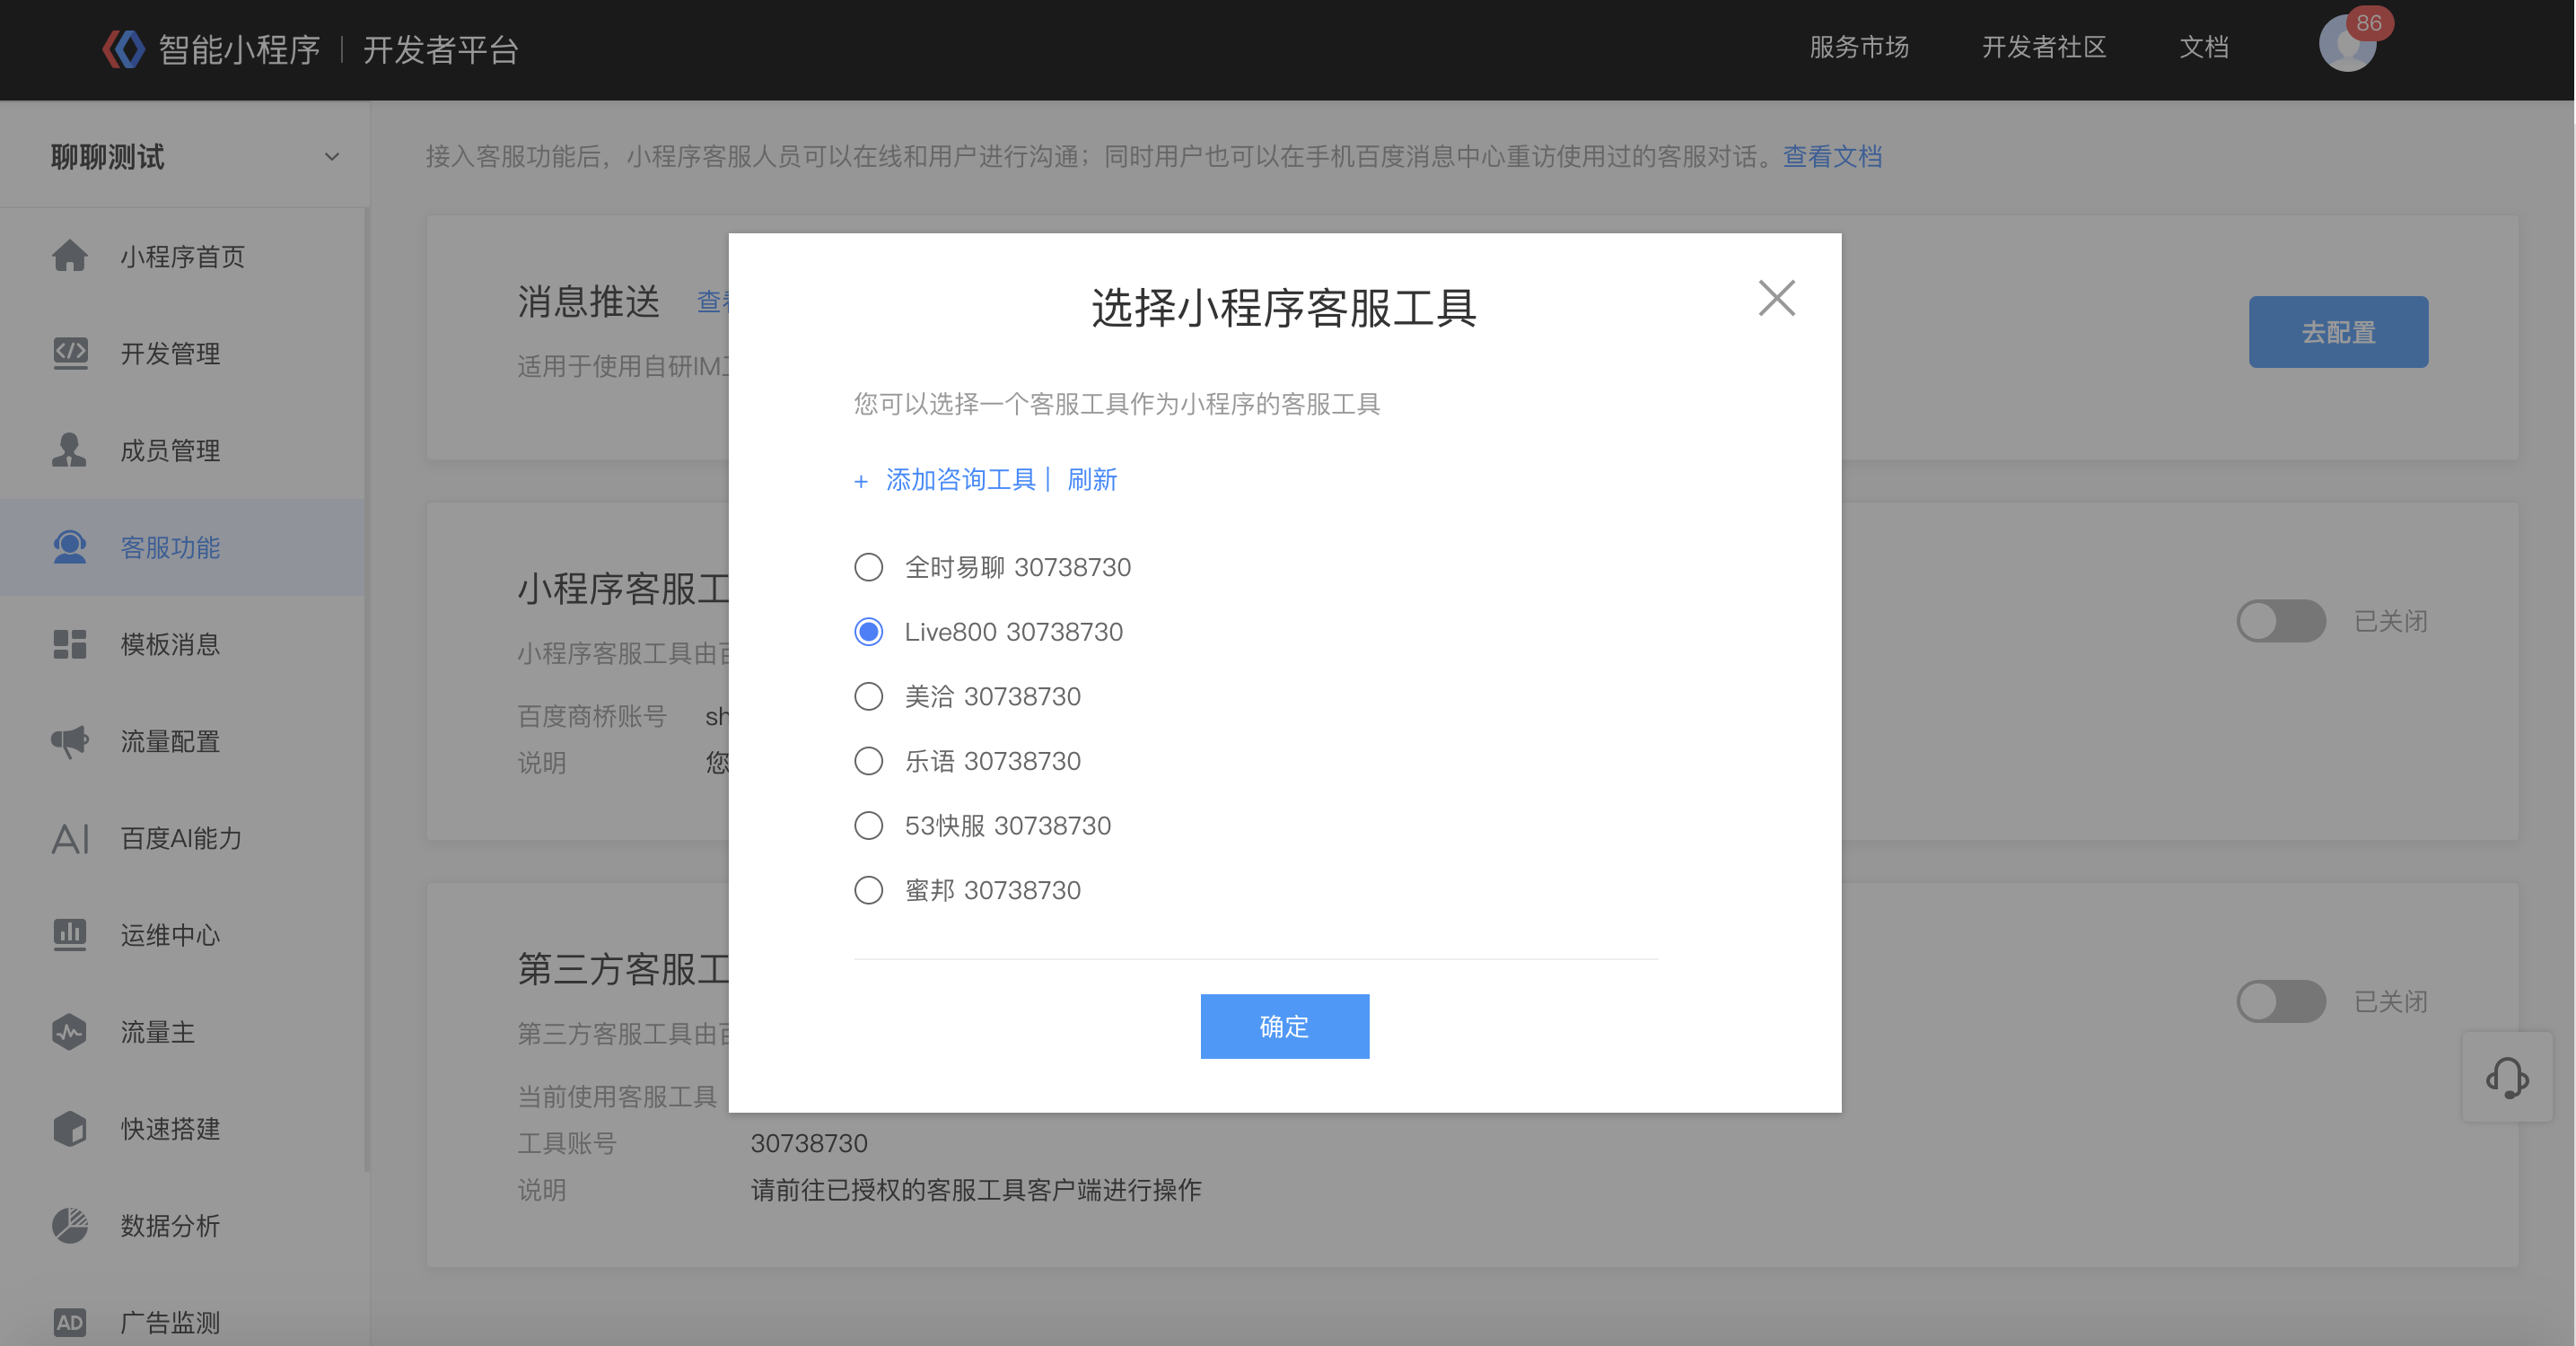 智能小程序 | 开发者平台
服务市场
开发者社区
文档
86
聊聊测试
小程序首页
开发管理
成员管理
客服功能
模板消息
流量配置
AI 百度AI能力
运维中心
流量主
快速搭建
数据分析
AD 广告监测
接入客服功能后，小程序客服人员可以在线和用户进行沟通；同时用户也可以在手机百度消息中心重访使用过的客服对话。查看文档
消息推送
适用于使用自研IM
去配置
小程序客服工
小程序客服工具由百
百度商桥账号 sh
说明 您
已关闭
第三方客服工
第三方客服工具由百
当前使用客服工具
工具账号 30738730
说明 请前往已授权的客服工具客户端进行操作
已关闭
选择小程序客服工具
您可以选择一个客服工具作为小程序的客服工具
+ 添加咨询工具 | 刷新
全时易聊 30738730
Live800 30738730
美洽 30738730
乐语 30738730
53快服 30738730
蜜邦 30738730
确定